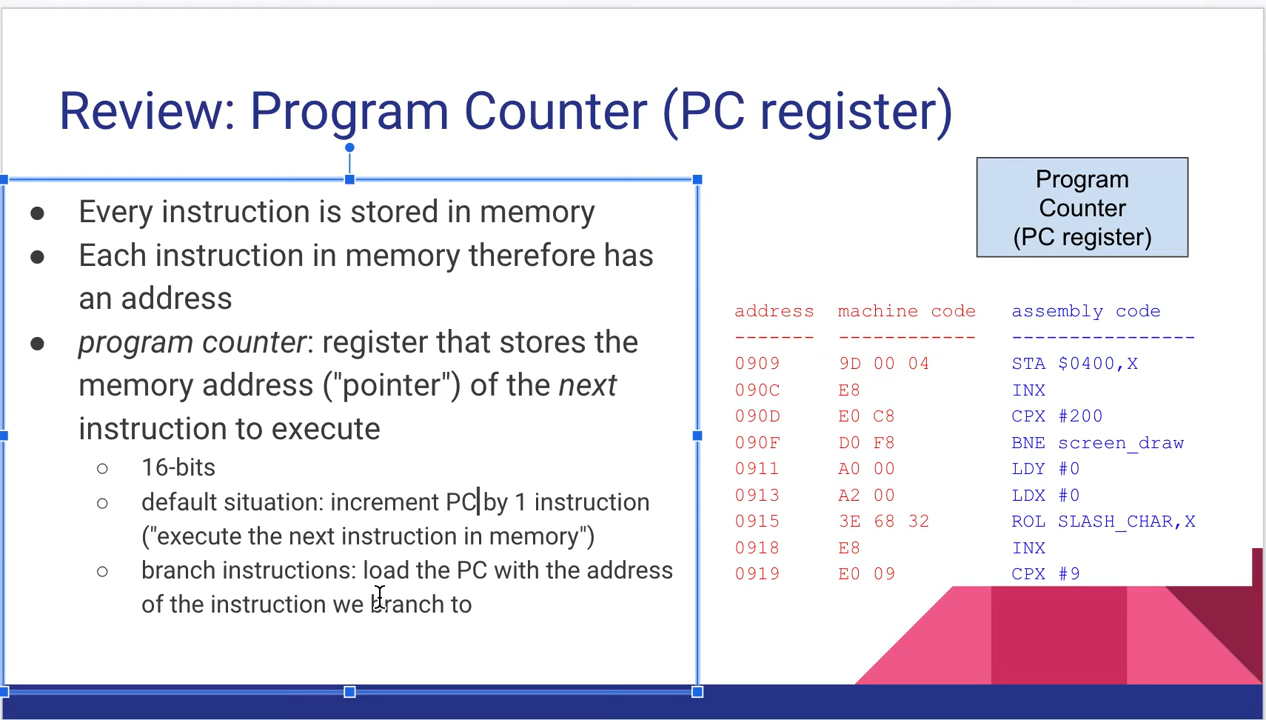 Review: Program Counter (PC register)
● Every instruction is stored in memory
● Each instruction in memory therefore has
an address
● program counter: register that stores the
memory address ("pointer") of the next
instruction to execute
○ 16-bits
○ default situation: increment PC by 1 instruction
("execute the next instruction in memory")
○ branch instructions: load the PC with the address
of the instruction we branch to
Program
Counter
(PC register)
address machine code assembly code
------- ------------ ----------------
0909 9D 00 04 STA $0400,X
090C E8 INX
090D E0 C8 CPX #200
090F D0 F8 BNE screen_draw
0911 A0 00 LDY #0
0913 A2 00 LDX #0
0915 3E 68 32 ROL SLASH_CHAR,X
0918 E8 INX
0919 E0 09 CPX #9